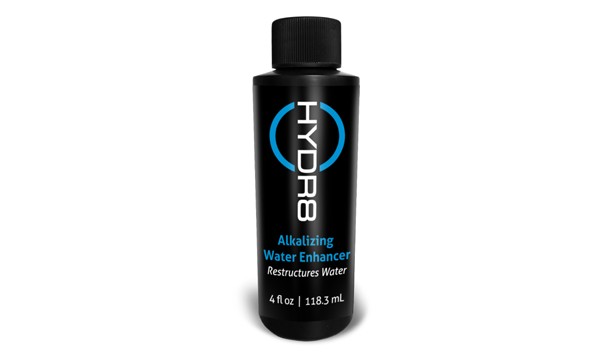 HYDR8
Alkalizing
Water Enhancer
Restructures Water
4 fl oz | 118.3 mL